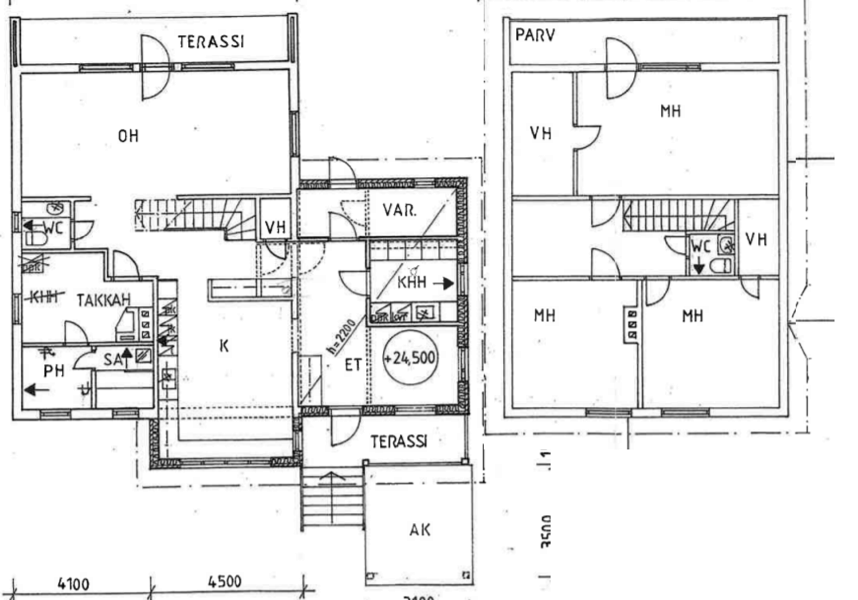 TERASSI
PARV
OH
VH
MH
WC
VH
VAR.
WC
VH
KHH
TAKKAH
KHH
K
h=2200
ET
+24,500
MH
MH
PH
SA
TERASSI
AK
3500
4100
4500